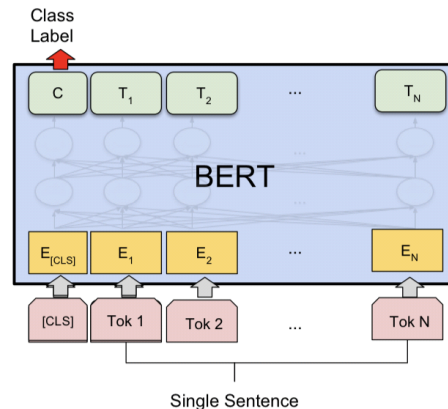 Class
Label
C T1 T2 ... TN
...
BERT
...
E[CLS] E1 E2 ... EN
[CLS] Tok 1 Tok 2 ... Tok N
Single Sentence